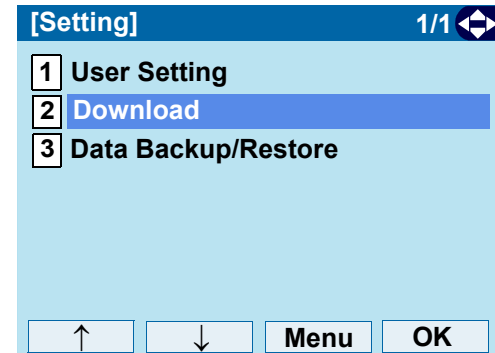 [Setting] 1/1
1 User Setting
2 Download
3 Data Backup/Restore
↑ ↓ Menu OK